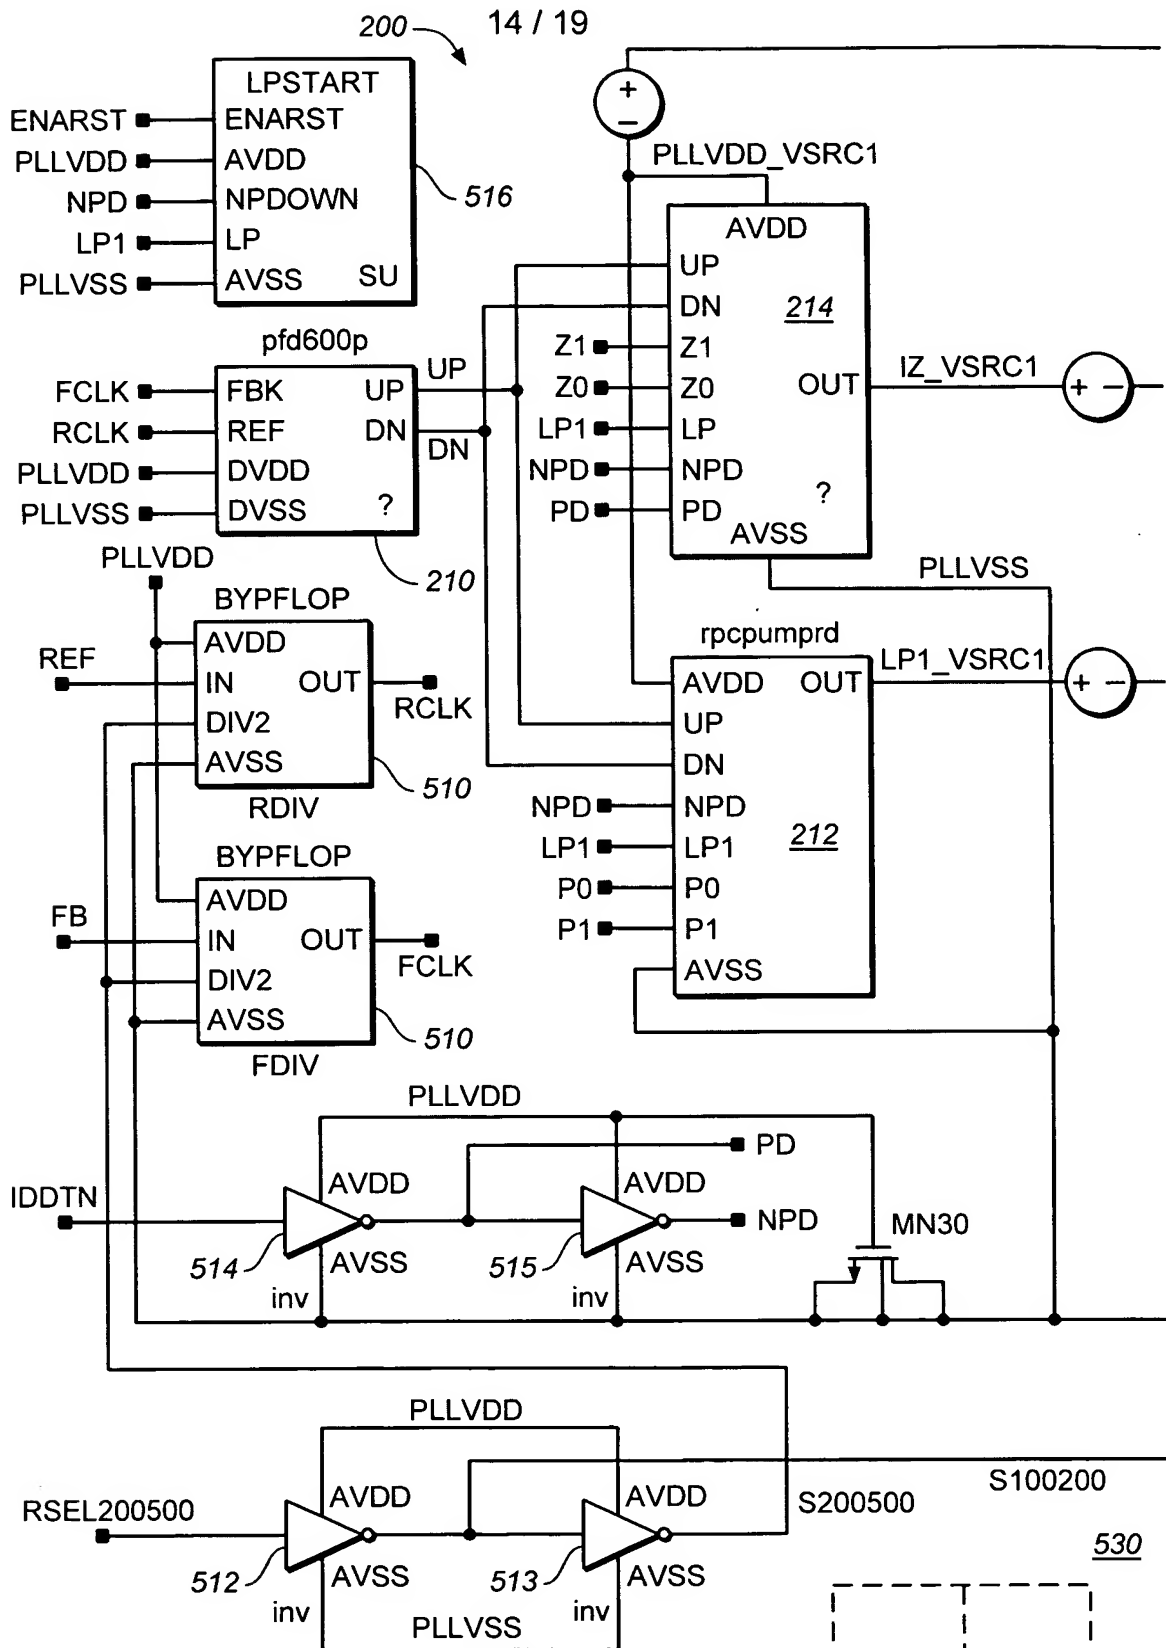 14 / 19
200
LPSTART
ENARST ENARST
PLLVDD AVDD
NPD NPDOWN
LP1 LP
PLLVSS AVSS SU
516
+
−
PLLVDD_VSRC1
AVDD
UP
DN
214
Z1 Z1
Z0 Z0
OUT
LP1 LP
NPD NPD
PD PD
?
AVSS
IZ_VSRC1
+ −
pfd600p
FCLK FBK UP
RCLK REF DN
PLLVDD DVDD
PLLVSS DVSS ?
UP
DN
210
PLLVSS
PLLVDD
BYPFLOP
AVDD
REF
IN OUT
RCLK
DIV2
AVSS
510
RDIV
rpcpumprd
AVDD OUT
LP1_VSRC1
+ −
UP
DN
NPD NPD
LP1 LP1
212
P0 P0
P1 P1
AVSS
BYPFLOP
AVDD
FB
IN OUT
FCLK
DIV2
AVSS
510
FDIV
PLLVDD
PD
AVDD AVDD
IDDTN
NPD
MN30
514
AVSS
515
AVSS
inv
inv
PLLVDD
S100200
RSEL200500
AVDD
AVDD
S200500
512
AVSS
513
AVSS
inv
inv
PLLVSS
530